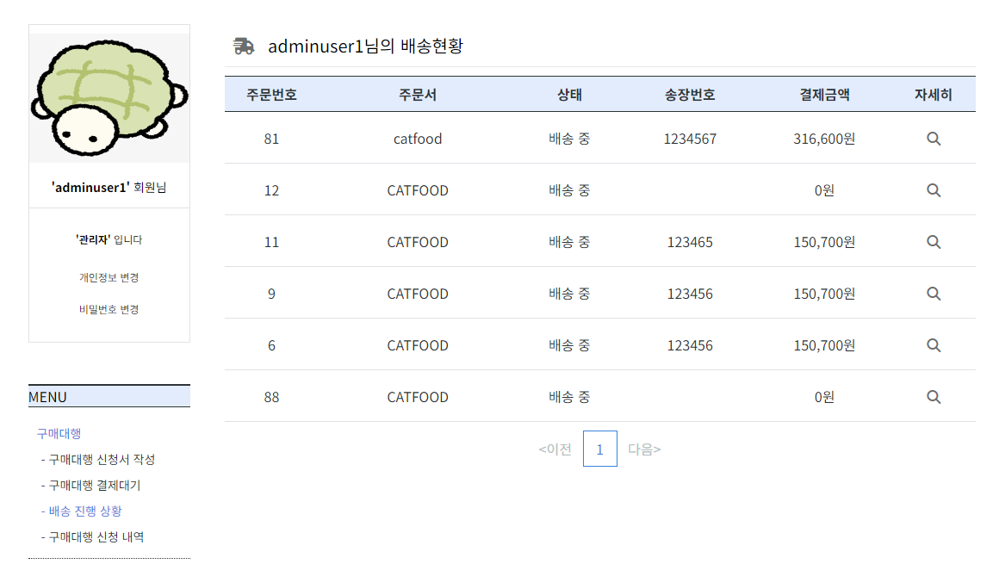 'adminuser1' 회원님
'관리자' 입니다
개인정보 변경
비밀번호 변경
MENU
구매대행
- 구매대행 신청서 작성
- 구매대행 결제대기
- 배송 진행 상황
- 구매대행 신청 내역
adminuser1님의 배송현황
주문번호 주문서 상태 송장번호 결제금액 자세히
81 catfood 배송 중 1234567 316,600원
12 CATFOOD 배송 중 0원
11 CATFOOD 배송 중 123465 150,700원
9 CATFOOD 배송 중 123456 150,700원
6 CATFOOD 배송 중 123456 150,700원
88 CATFOOD 배송 중 0원
<이전 1 다음>